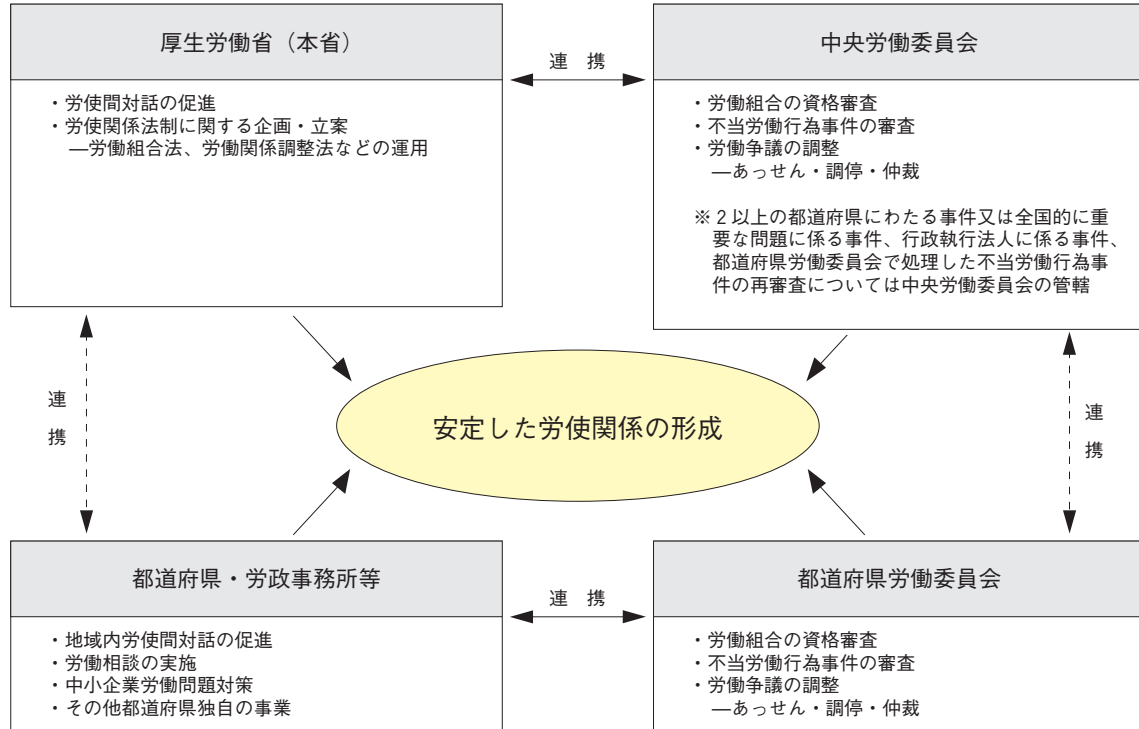 厚生労働省（本省）
・労使間対話の促進
・労使関係法制に関する企画・立案
―労働組合法、労働関係調整法などの運用
連　携
中央労働委員会
・労働組合の資格審査
・不当労働行為事件の審査
・労働争議の調整
―あっせん・調停・仲裁
※２以上の都道府県にわたる事件又は全国的に重
要な問題に係る事件、行政執行法人に係る事件、
都道府県労働委員会で処理した不当労働行為事
件の再審査については中央労働委員会の管轄
連
携
安定した労使関係の形成
連
携
都道府県・労政事務所等
・地域内労使間対話の促進
・労働相談の実施
・中小企業労働問題対策
・その他都道府県独自の事業
連　携
都道府県労働委員会
・労働組合の資格審査
・不当労働行為事件の審査
・労働争議の調整
―あっせん・調停・仲裁